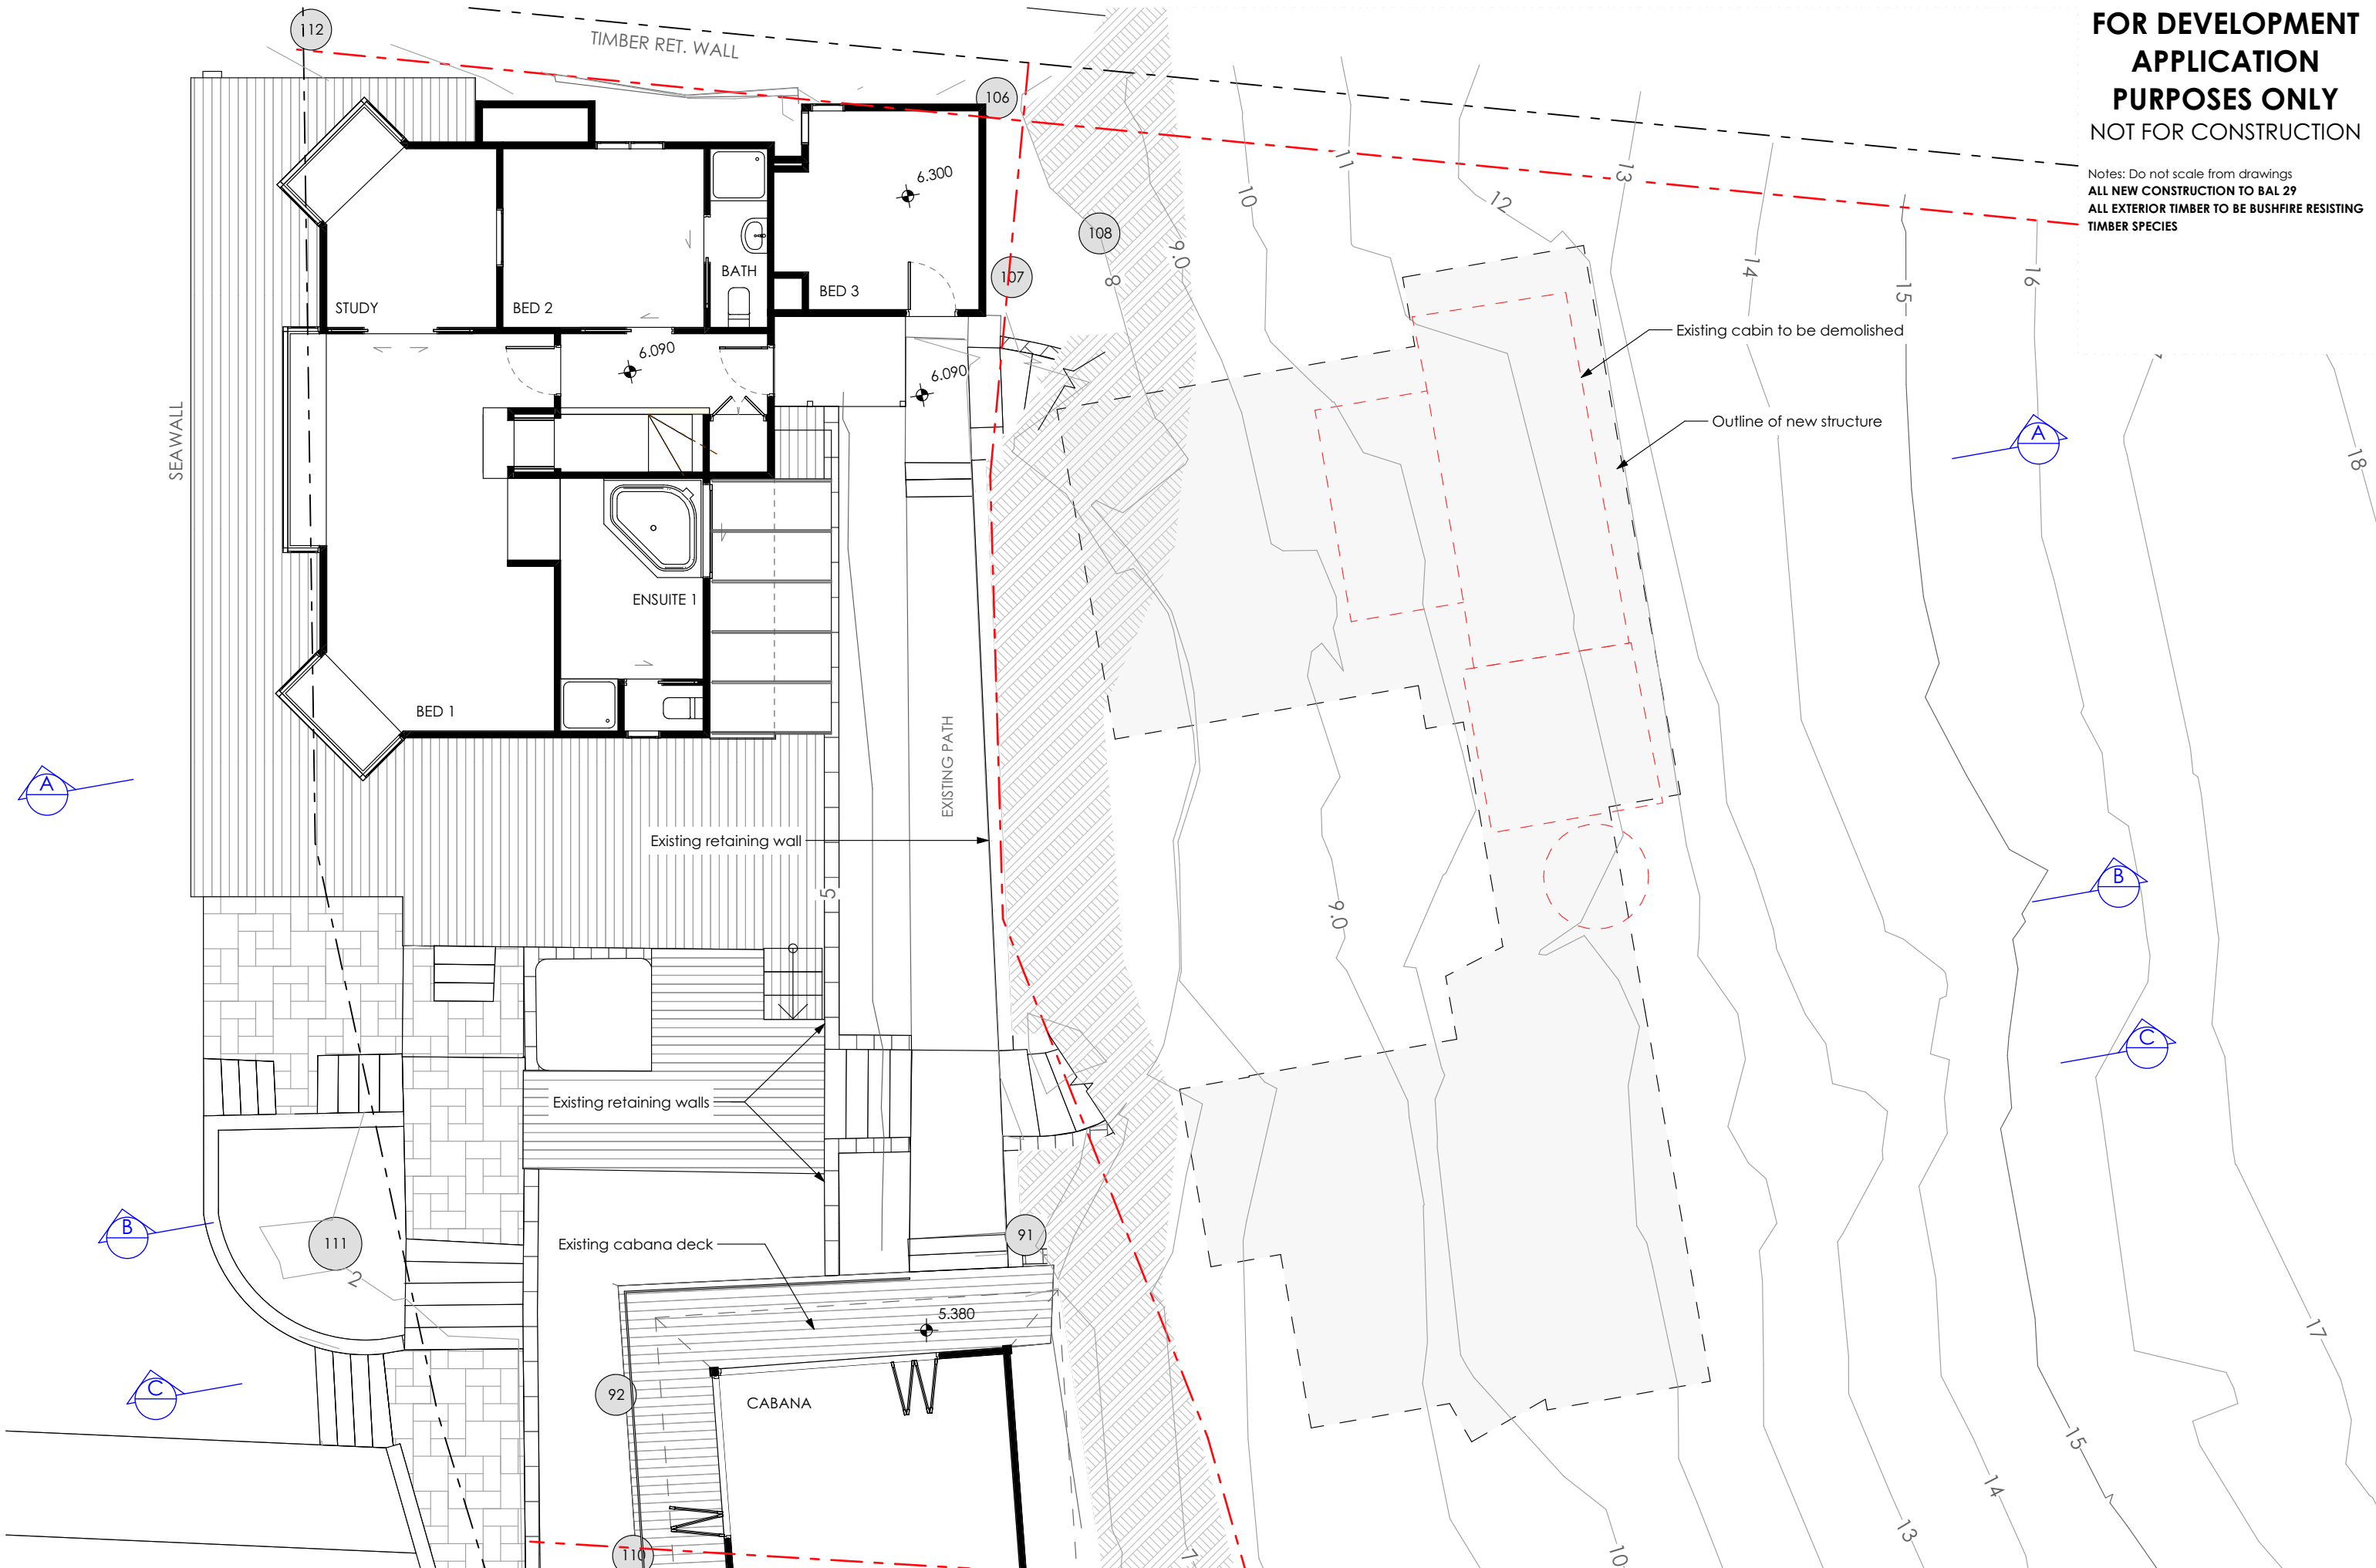 FOR DEVELOPMENT
APPLICATION
PURPOSES ONLY
NOT FOR CONSTRUCTION
Notes: Do not scale from drawings
ALL NEW CONSTRUCTION TO BAL 29
ALL EXTERIOR TIMBER TO BE BUSHFIRE RESISTING
TIMBER SPECIES
112
TIMBER RET. WALL
106
6.300
108
107
STUDY
BED 2
BATH
BED 3
6.090
6.090
SEAWALL
ENSUITE 1
BED 1
EXISTING PATH
Existing retaining wall
5
Existing retaining walls
Existing cabana deck
111
2
91
5.380
92
CABANA
110
10
11
12
13
14
15
16
9.0
8
Existing cabin to be demolished
Outline of new structure
A
18
A
B
9.0
C
B
C
17
15
14
13
10
7